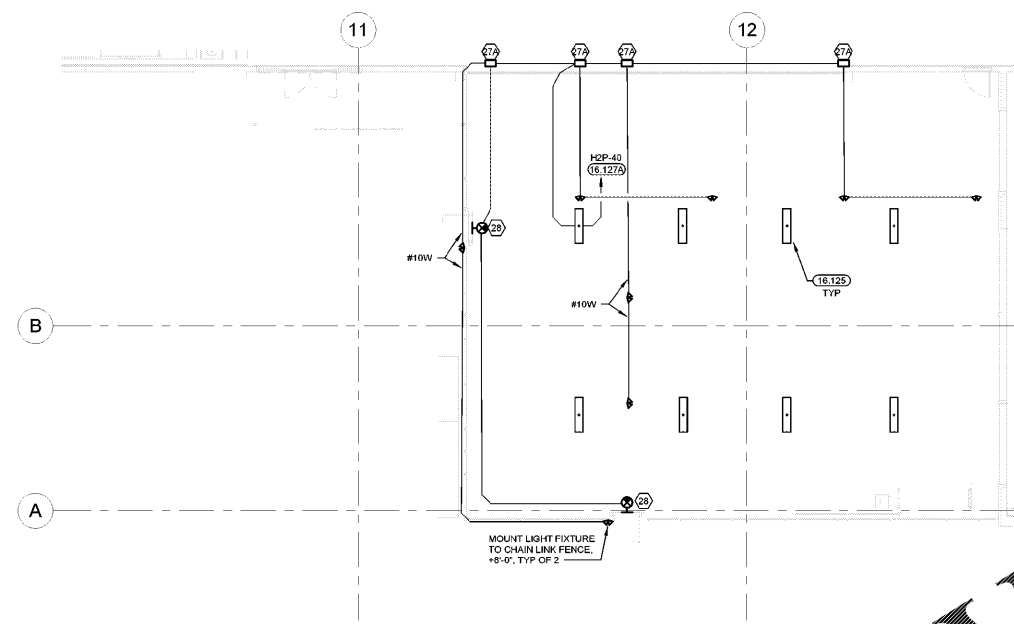 11
12
27A
27A
27A
27A
H2P-40
16.127A
28
#10W
16.125
TYP
#10W
B
A
28
MOUNT LIGHT FIXTURE
TO CHAIN LINK FENCE,
+8'-0", TYP OF 2